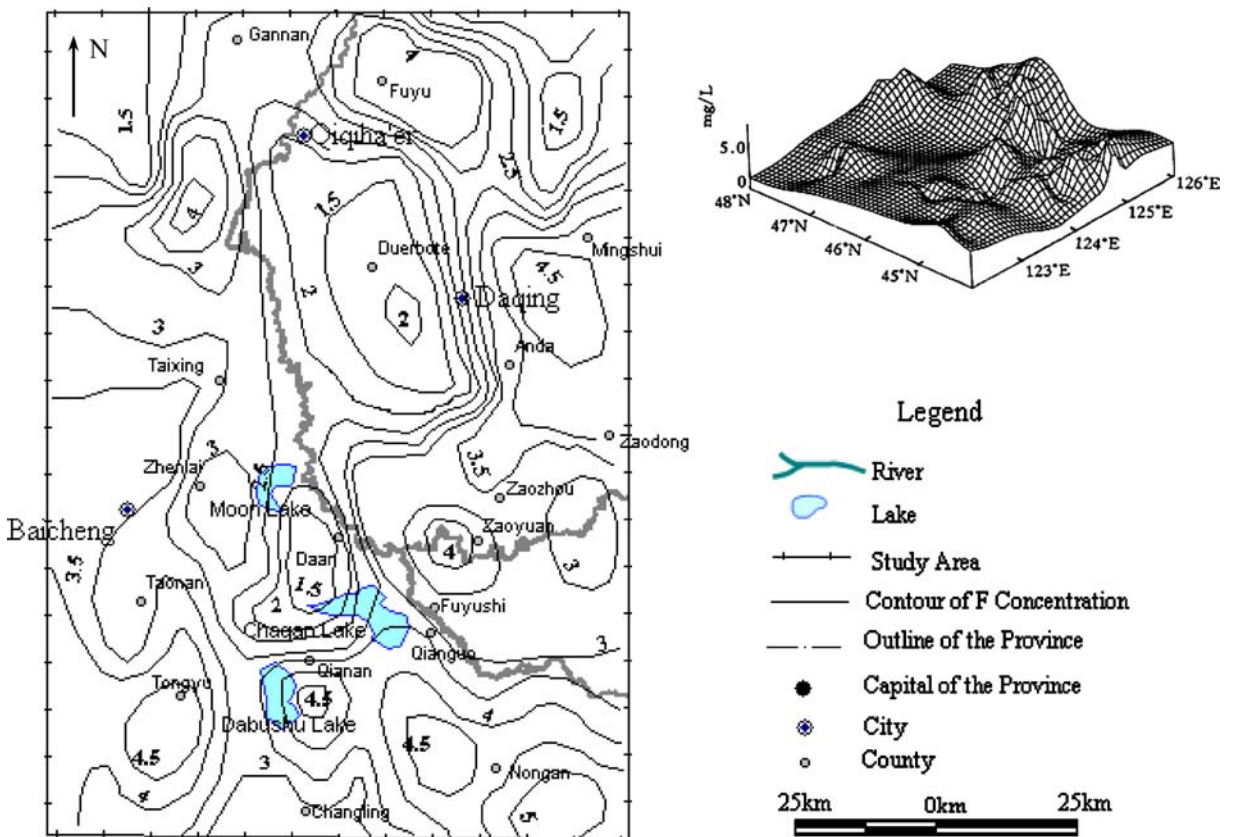 N
Gannan
4
Fuyu
1.5
1.5
Qiqiha'er
2.5
4
1.5
3
Duerbote
Mingshui
4.5
2
Daqing
2
3
Taixing
Anda
Zaodong
3
Zhenlai
3.5
Moon Lake
Zaozhou
Baicheng
Zaoyuan
4
3.5
Daan
3
Taonan
1.5
2
Fuyushi
Chagan Lake
Qianguo
3
Qianan
Tongyu
4.5
4
Dabushu Lake
4.5
4.5
3
Nongan
4
Changling
5
mg/L
5.0
0
48°N
47°N
46°N
45°N
123°E
124°E
125°E
126°E
Legend
River
Lake
Study Area
Contour of F Concentration
Outline of the Province
Capital of the Province
City
County
25km 0km 25km